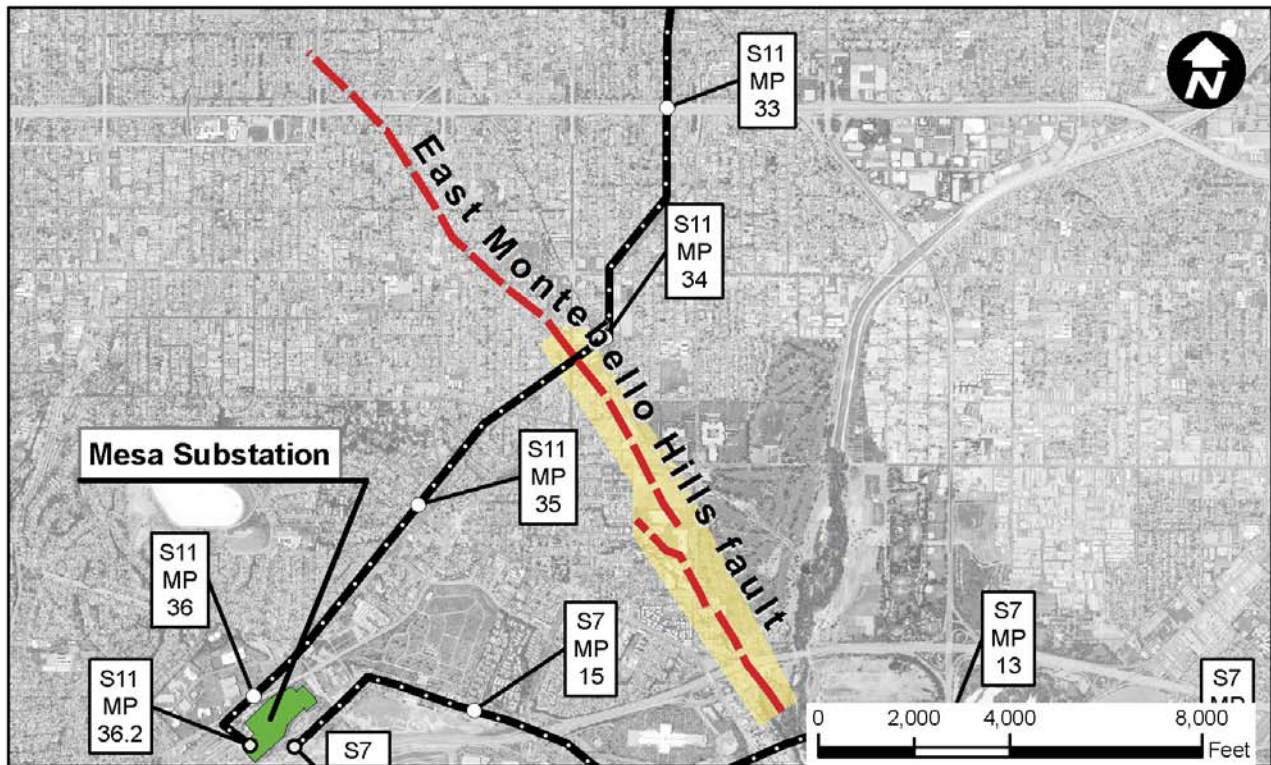 S11
MP
33
N
East Montebello Hills fault
S11
MP
34
Mesa Substation
S11
MP
35
S11
MP
36
S7
MP
15
S7
MP
13
S11
MP
36.2
S7
S7
MP
0 2,000 4,000 8,000
Feet